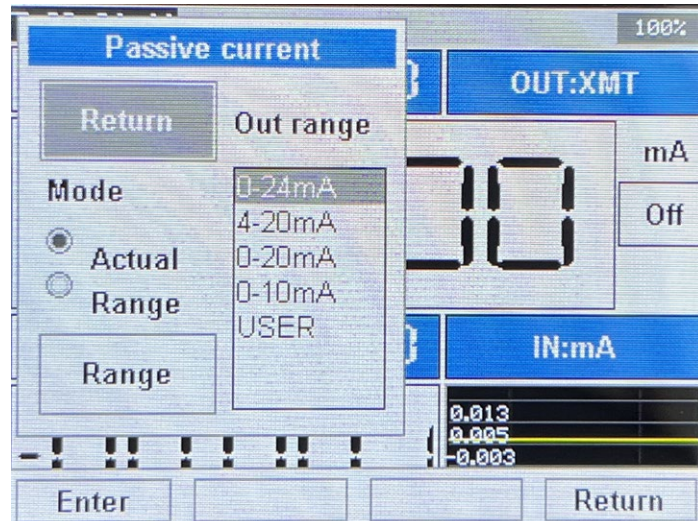 100%
Passive current
OUT:XMT
Return
Out range
mA
Off
Mode
Actual
Range
0-24mA
4-20mA
0-20mA
0-10mA
USER
Range
IN:mA
0.013
0.005
-0.003
Enter
Return